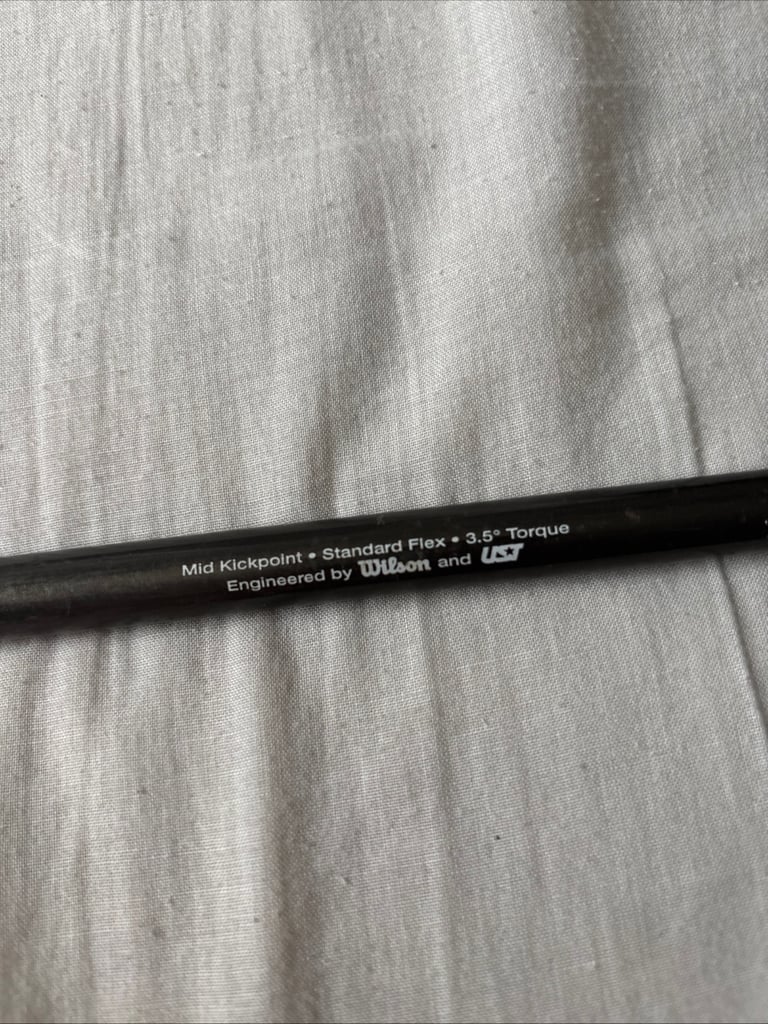 Mid Kickpoint • Standard Flex • 3.5° Torque
Engineered by Wilson and UST